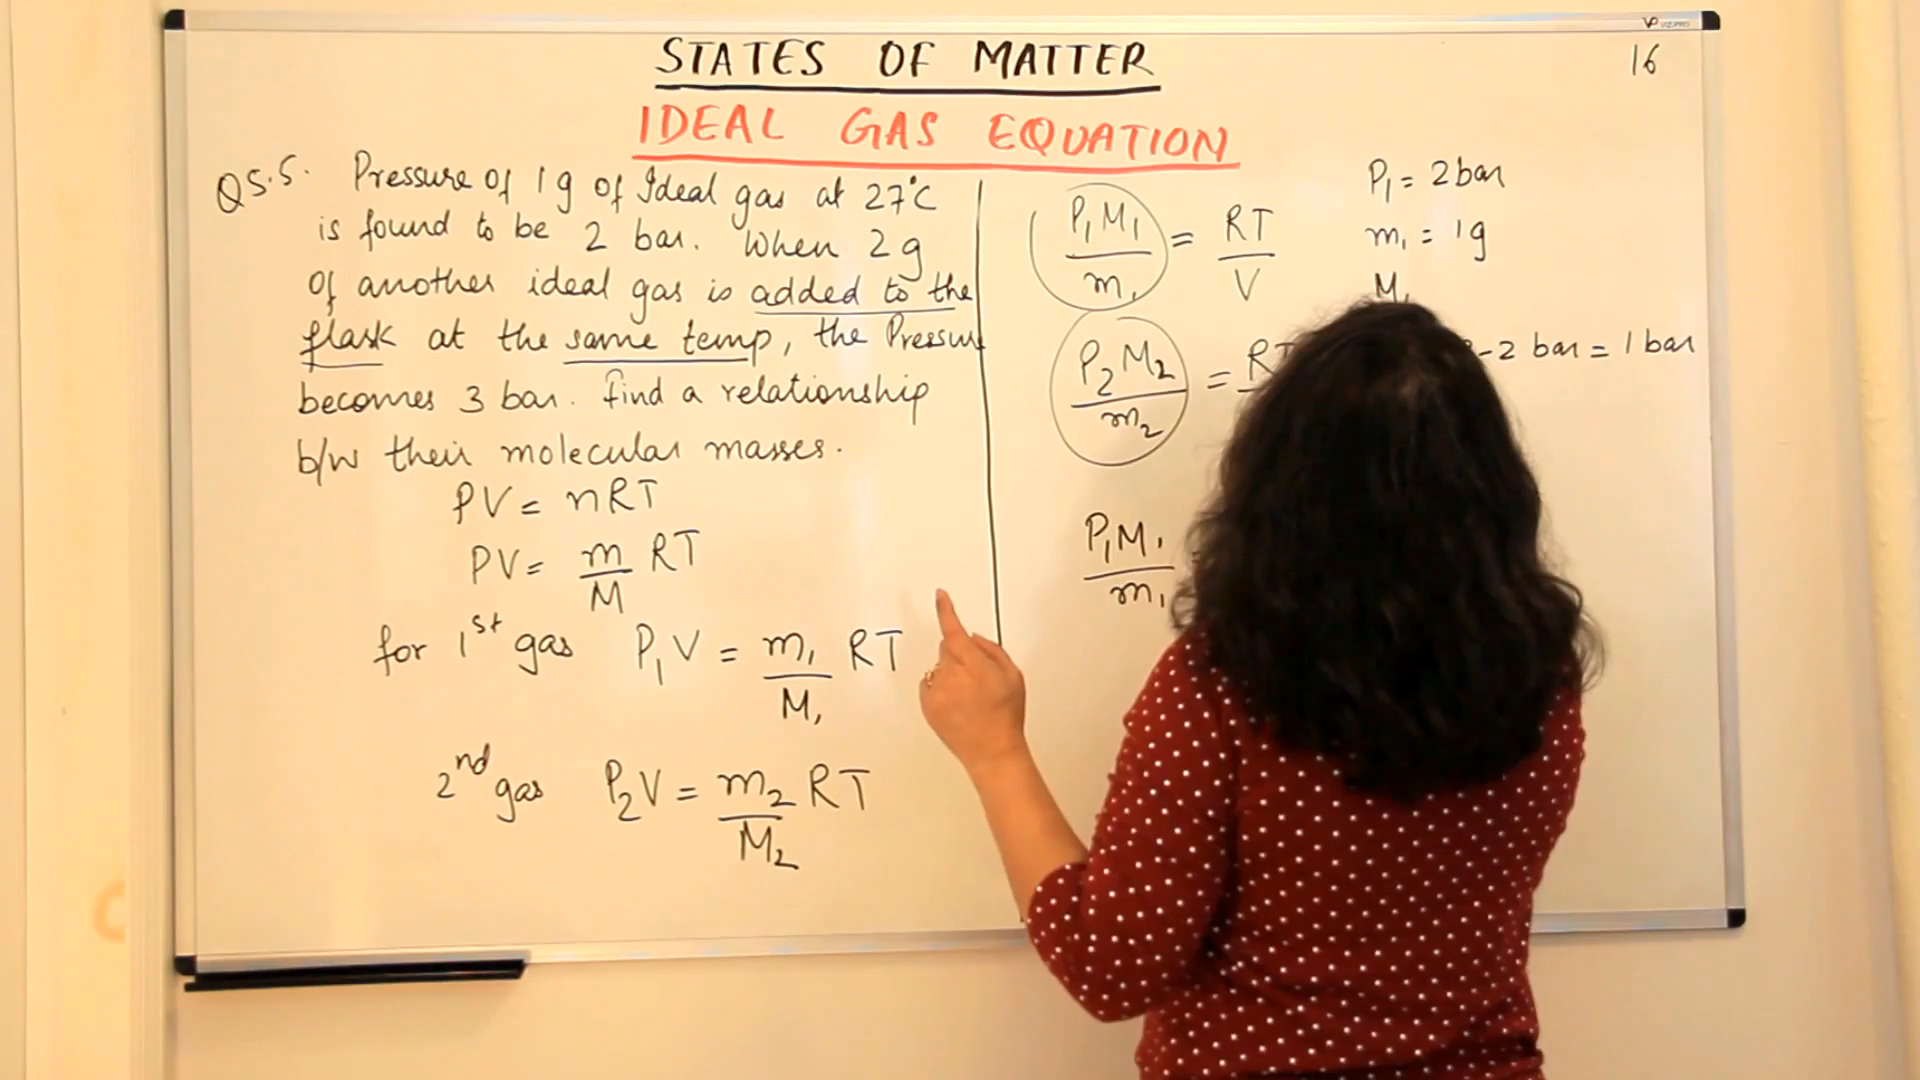 STATES OF MATTER
16
IDEAL GAS EQUATION
Q5.5. Pressure of 1g of Ideal gas at 27°C
is found to be 2 bar. When 2g
of another ideal gas is added to the
flask at the same temp, the Pressure
becomes 3 bar. find a relationship
b/w their molecular masses.
PV = nRT
PV = m/M RT
for 1st gas P₁V = m₁/M₁ RT
2nd gas P₂V = m₂/M₂ RT
P₁M₁/m₁ = RT/V
P₂M₂/m₂ = RT
P₁M₁/m₁
P₁ = 2 bar
m₁ = 1g
M₁
-2 bar = 1 bar